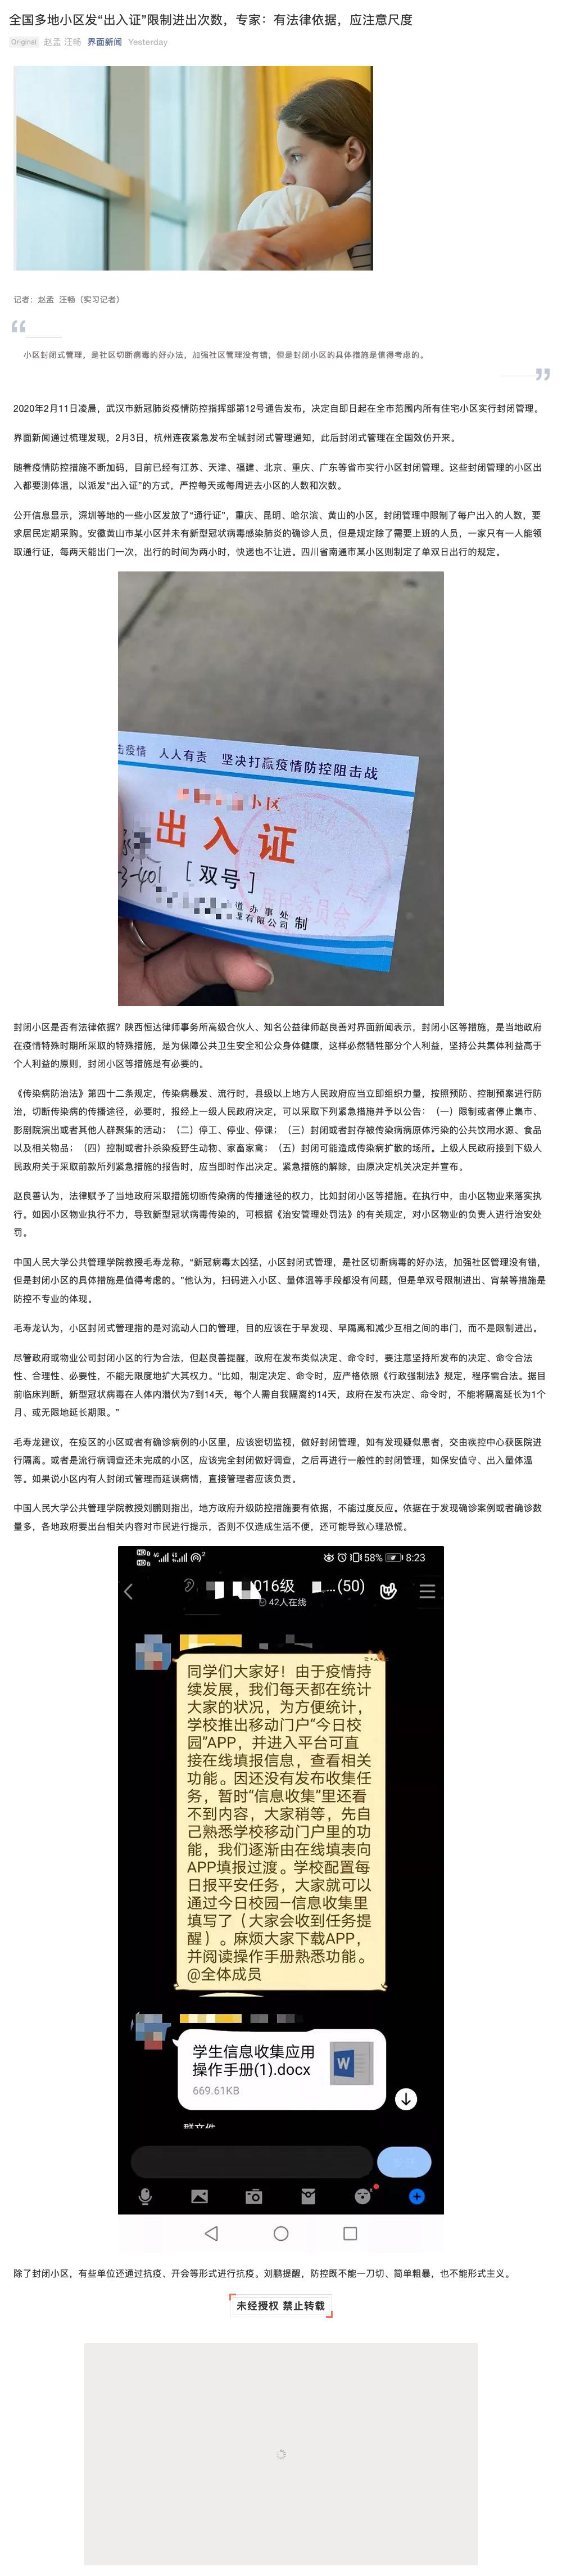 全国多地小区发“出入证”限制进出次数，专家：有法律依据，应注意尺度
Original 赵孟 汪畅 界面新闻 Yesterday
记者：赵孟 汪畅（实习记者）
小区封闭式管理，是社区切断病毒的好办法，加强社区管理没有错，但是封闭小区的具体措施是值得考虑的。
2020年2月11日凌晨，武汉市新冠肺炎疫情防控指挥部第12号通告发布，决定自即日起在全市范围内所有住宅小区实行封闭管理。
界面新闻通过梳理发现，2月3日，杭州连夜紧急发布全城封闭式管理通知，此后封闭式管理在全国效仿开来。
随着疫情防控措施不断加码，目前已经有江苏、天津、福建、北京、重庆、广东等省市实行小区封闭管理。这些封闭管理的小区出
入都要测体温，以派发“出入证”的方式，严控每天或每周进去小区的人数和次数。
公开信息显示，深圳等地的一些小区发放了“通行证”，重庆、昆明、哈尔滨、黄山的小区，封闭管理中限制了每户出入的人数，要
求居民定期采购。安徽黄山市某小区并未有新型冠状病毒感染肺炎的确诊人员，但是规定除了需要上班的人员，一家只有一人能领
取通行证，每两天能出门一次，出行的时间为两小时，快递也不让进。四川省南通市某小区则制定了单双日出行的规定。
击疫情 人人有责 坚决打赢疫情防控阻击战
小区
出入证
[双号]
3-401
道办事处
理有限公司 制
居民委员会
封闭小区是否有法律依据？陕西恒达律师事务所高级合伙人、知名公益律师赵良善对界面新闻表示，封闭小区等措施，是当地政府
在疫情特殊时期所采取的特殊措施，是为保障公共卫生安全和公众身体健康，这样必然牺牲部分个人利益，坚持公共集体利益高于
个人利益的原则，封闭小区等措施是有必要的。
《传染病防治法》第四十二条规定，传染病暴发、流行时，县级以上地方人民政府应当立即组织力量，按照预防、控制预案进行防
治，切断传染病的传播途径，必要时，报经上一级人民政府决定，可以采取下列紧急措施并予以公告：（一）限制或者停止集市、
影剧院演出或者其他人群聚集的活动；（二）停工、停业、停课；（三）封闭或者封存被传染病病原体污染的公共饮用水源、食品
以及相关物品；（四）控制或者扑杀染疫野生动物、家畜家禽；（五）封闭可能造成传染病扩散的场所。上级人民政府接到下级人
民政府关于采取前款所列紧急措施的报告时，应当即时作出决定。紧急措施的解除，由原决定机关决定并宣布。
赵良善认为，法律赋予了当地政府采取措施切断传染病的传播途径的权力，比如封闭小区等措施。在执行中，由小区物业来落实执
行。如因小区物业执行不力，导致新型冠状病毒传染的，可根据《治安管理处罚法》的有关规定，对小区物业的负责人进行治安处
罚。
中国人民大学公共管理学院教授毛寿龙称，“新冠病毒太凶猛，小区封闭式管理，是社区切断病毒的好办法，加强社区管理没有错，
但是封闭小区的具体措施是值得考虑的。”他认为，扫码进入小区、量体温等手段都没有问题，但是单双号限制进出、宵禁等措施是
防控不专业的体现。
毛寿龙认为，小区封闭式管理指的是对流动人口的管理，目的应该在于早发现、早隔离和减少互相之间的串门，而不是限制进出。
尽管政府或物业公司封闭小区的行为合法，但赵良善提醒，政府在发布类似决定、命令时，要注意坚持所发布的决定、命令合法
性、合理性、必要性，不能无限度地扩大其权力。“比如，制定决定、命令时，应严格依照《行政强制法》规定，程序需合法。据目
前临床判断，新型冠状病毒在人体内潜伏为7到14天，每个人需自我隔离约14天，政府在发布决定、命令时，不能将隔离延长为1个
月、或无限地延长期限。”
毛寿龙建议，在疫区的小区或者有确诊病例的小区里，应该密切监视，做好封闭管理，如有发现疑似患者，交由疾控中心获医院进
行隔离。或者是流行病调查还未完成的小区，应该完全封闭做好调查，之后再进行一般性的封闭管理，如保安值守、出入量体温
等。如果说小区内有人封闭式管理而延误病情，直接管理者应该负责。
中国人民大学公共管理学院教授刘鹏则指出，地方政府升级防控措施要有依据，不能过度反应。依据在于发现确诊案例或者确诊数
量多，各地政府要出台相关内容对市民进行提示，否则不仅造成生活不便，还可能导致心理恐慌。
58% 8:23
016级 ...(50)
42人在线
同学们大家好！由于疫情持
续发展，我们每天都在统计
大家的状况，为方便统计，
学校推出移动门户“今日校
园”APP，并进入平台可直
接在线填报信息，查看相关
功能。因还没有发布收集任
务，暂时“信息收集”里还看
不到内容，大家稍等，先自
己熟悉学校移动门户里的功
能，我们逐渐由在线填表向
APP填报过渡。学校配置每
日报平安任务，大家就可以
通过今日校园—信息收集里
填写了（大家会收到任务提
醒）。麻烦大家下载APP，
并阅读操作手册熟悉功能。
@全体成员
学生信息收集应用
操作手册(1).docx
669.61KB
群文件
除了封闭小区，有些单位还通过抗疫、开会等形式进行抗疫。刘鹏提醒，防控既不能一刀切、简单粗暴，也不能形式主义。
未经授权 禁止转载